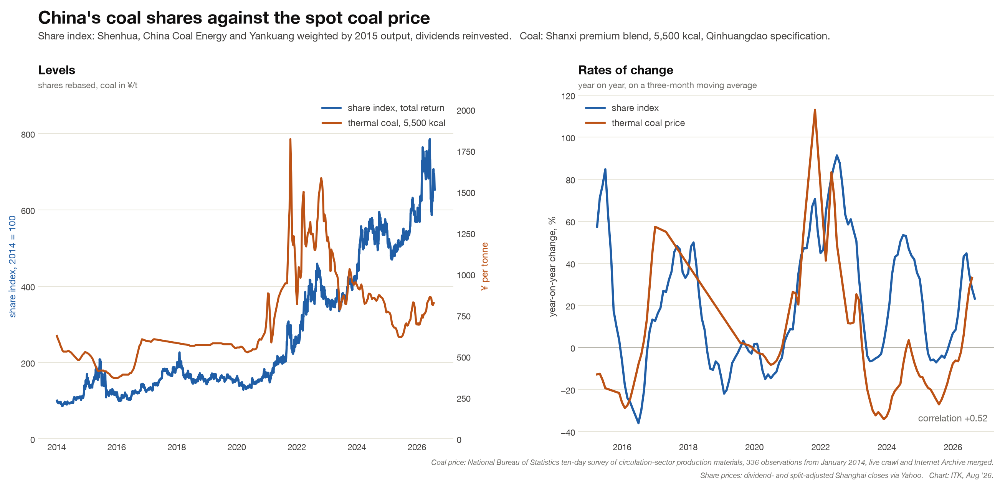 China's coal shares against the spot coal price
Share index: Shenhua, China Coal Energy and Yankuang weighted by 2015 output, dividends reinvested.   Coal: Shanxi premium blend, 5,500 kcal, Qinhuangdao specification.
Levels
shares rebased, coal in ¥/t
share index, total return
thermal coal, 5,500 kcal
share index, 2014 = 100
800
600
400
200
0
2000
1750
1500
1250
1000
750
500
250
0
¥ per tonne
2014 2016 2018 2020 2022 2024 2026
Rates of change
year on year, on a three-month moving average
share index
thermal coal price
year-on-year change, %
120
100
80
60
40
20
0
−20
−40
correlation +0.52
2016 2018 2020 2022 2024 2026
Coal price: National Bureau of Statistics ten-day survey of circulation-sector production materials, 336 observations from January 2014, live crawl and Internet Archive merged.
Share prices: dividend- and split-adjusted Shanghai closes via Yahoo.   Chart: ITK, Aug '26.